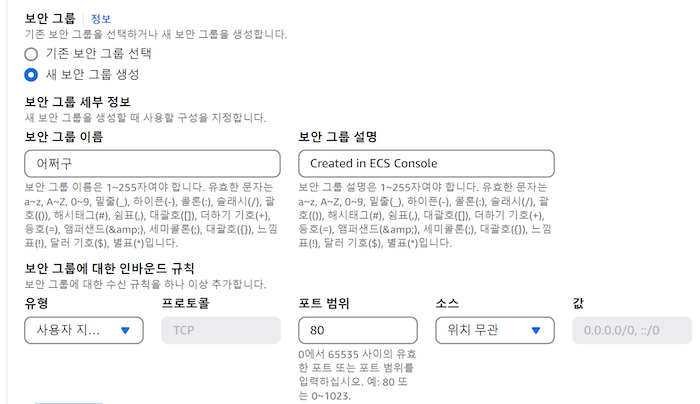 보안 그룹 정보
기존 보안 그룹을 선택하거나 새 보안 그룹을 생성합니다.
기존 보안 그룹 선택
새 보안 그룹 생성
보안 그룹 세부 정보
새 보안 그룹을 생성할 때 사용할 구성을 지정합니다.
보안 그룹 이름
어쩌구
보안 그룹 이름은 1~255자여야 합니다. 유효한 문자는
a~z, A~Z, 0~9, 밑줄(_), 하이픈(-), 콜론(:), 슬래시(/), 괄
호(()), 해시태그(#), 쉼표(,), 대괄호([]), 더하기 기호(+),
등호(=), 앰퍼샌드(&amp;), 세미콜론(;), 대괄호({}), 느낌
표(!), 달러 기호($), 별표(*)입니다.
보안 그룹 설명
Created in ECS Console
보안 그룹 설명은 1~255자여야 합니다. 유효한 문자는
a~z, A~Z, 0~9, 밑줄(_), 하이픈(-), 콜론(:), 슬래시(/), 괄
호(()), 해시태그(#), 쉼표(,), 대괄호([]), 더하기 기호(+),
등호(=), 앰퍼샌드(&amp;), 세미콜론(;), 대괄호({}), 느낌
표(!), 달러 기호($), 별표(*)입니다.
보안 그룹에 대한 인바운드 규칙
보안 그룹에 대한 수신 규칙을 하나 이상 추가합니다.
유형
사용자 지...
프로토콜
TCP
포트 범위
80
0에서 65535 사이의 유효
한 포트 또는 포트 범위를
입력하십시오. 예: 80 또
는 0~1023.
소스
위치 무관
값
0.0.0.0/0, ::/0